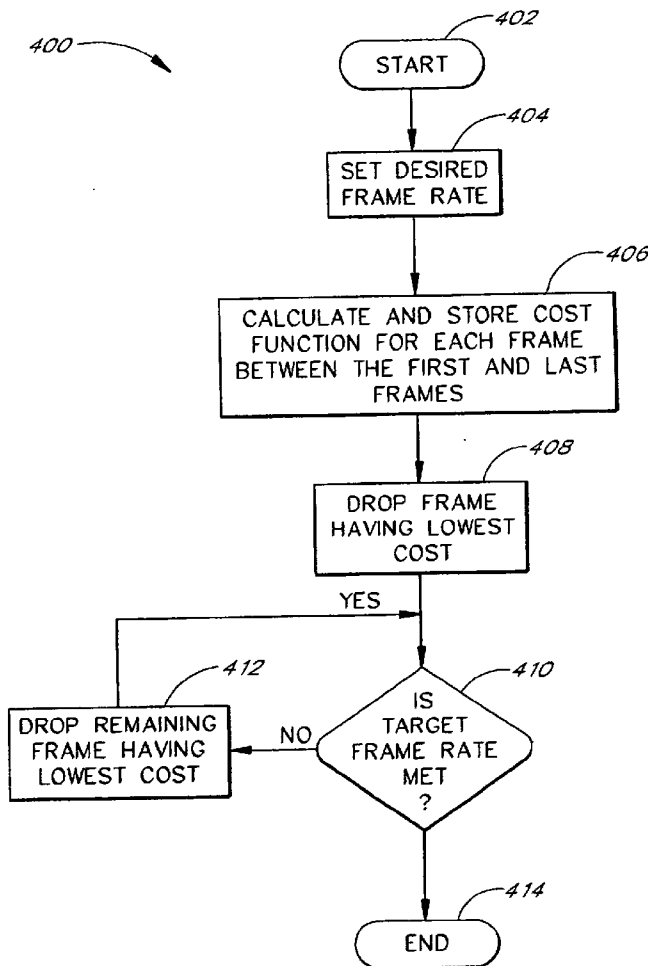 400
402
START
404
SET DESIRED
FRAME RATE
406
CALCULATE AND STORE COST
FUNCTION FOR EACH FRAME
BETWEEN THE FIRST AND LAST
FRAMES
408
DROP FRAME
HAVING LOWEST
COST
YES
412
DROP REMAINING
FRAME HAVING
LOWEST COST
NO
410
IS
TARGET
FRAME RATE
MET
?
414
END